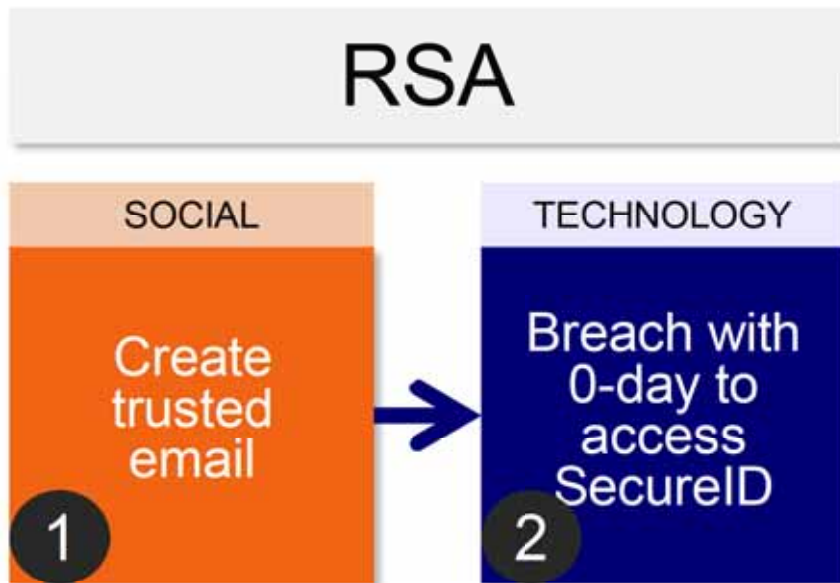 RSA
SOCIAL
Create
trusted
email
1
TECHNOLOGY
Breach with
0-day to
access
SecureID
2